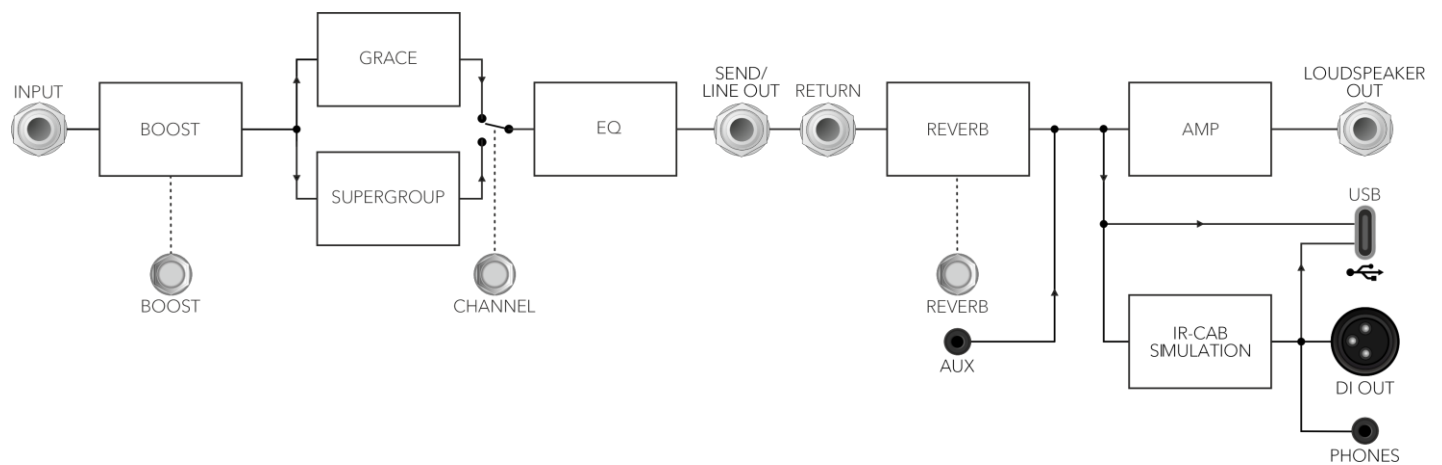 INPUT
BOOST
BOOST
GRACE
SUPERGROUP
CHANNEL
EQ
SEND/
LINE OUT
RETURN
REVERB
REVERB
AUX
AMP
LOUDSPEAKER
OUT
USB
IR-CAB
SIMULATION
DI OUT
PHONES